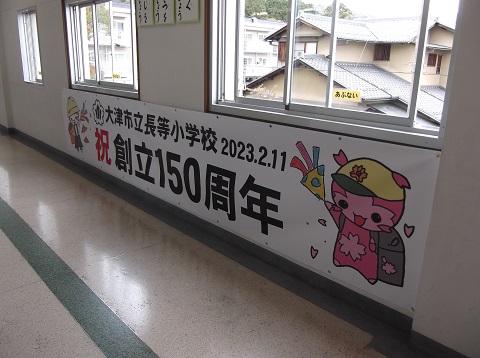 大津市立長等小学校 2023.2.11
祝 創立150周年
あぶない